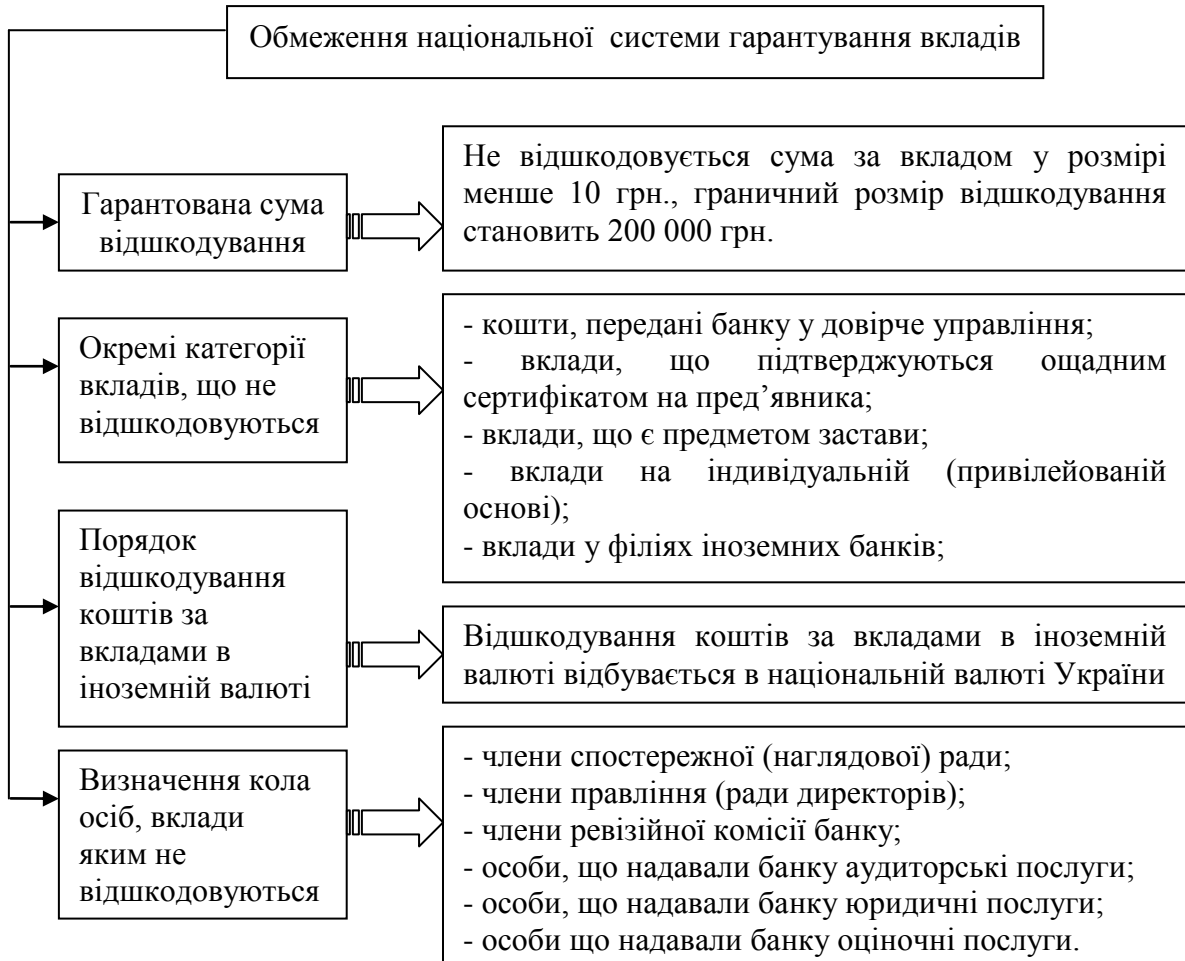 Обмеження національної системи гарантування вкладів
Гарантована сума
відшкодування
Не відшкодовується сума за вкладом у розмірі
менше 10 грн., граничний розмір відшкодування
становить 200 000 грн.
Окремі категорії
вкладів, що не
відшкодовуються
- кошти, передані банку у довірче управління;
- вклади, що підтверджуються ощадним
сертифікатом на пред’явника;
- вклади, що є предметом застави;
- вклади на індивідуальній (привілейованій
основі);
- вклади у філіях іноземних банків;
Порядок
відшкодування
коштів за
вкладами в
іноземній валюті
Відшкодування коштів за вкладами в іноземній
валюті відбувається в національній валюті України
Визначення кола
осіб, вклади
яким не
відшкодовуються
- члени спостережної (наглядової) ради;
- члени правління (ради директорів);
- члени ревізійної комісії банку;
- особи, що надавали банку аудиторські послуги;
- особи, що надавали банку юридичні послуги;
- особи що надавали банку оціночні послуги.